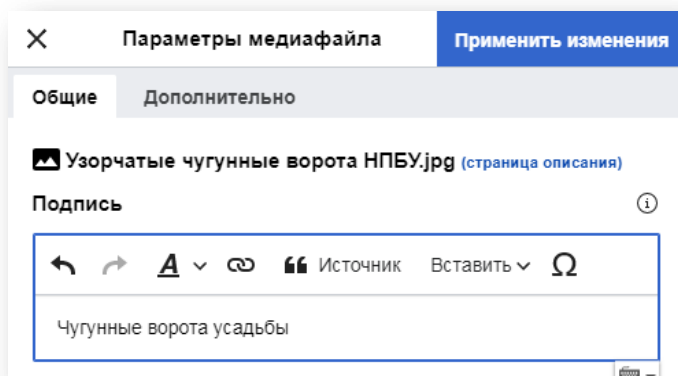 Параметры медиафайла
Применить изменения
Общие
Дополнительно
Узорчатые чугунные ворота НПБУ.jpg (страница описания)
Подпись
A Источник Вставить Ω
Чугунные ворота усадьбы